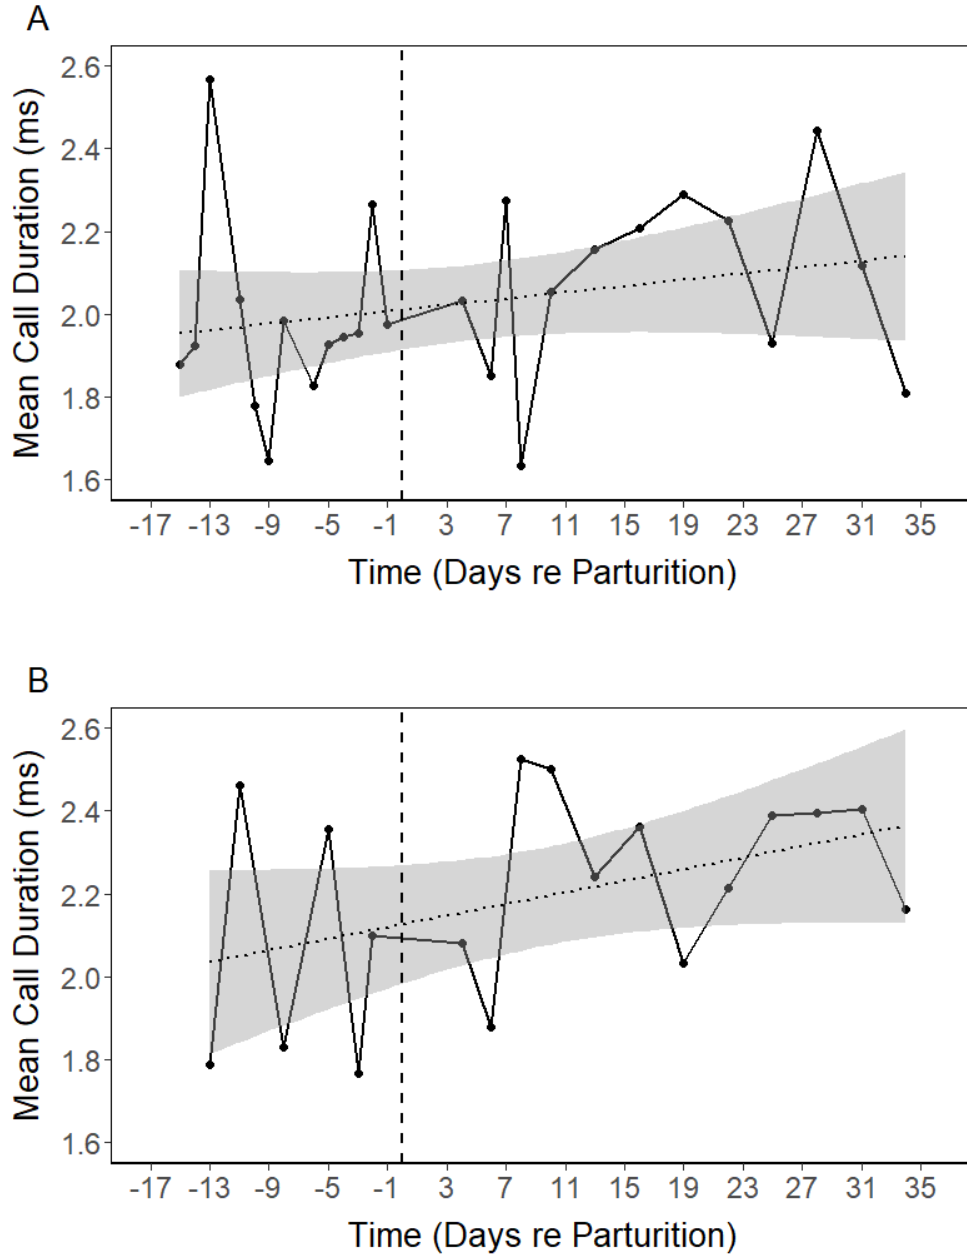 A
Mean Call Duration (ms)
2.6
2.4
2.2
2.0
1.8
1.6
-17 -13 -9 -5 -1 3 7 11 15 19 23 27 31 35
Time (Days re Parturition)
B
Mean Call Duration (ms)
2.6
2.4
2.2
2.0
1.8
1.6
-17 -13 -9 -5 -1 3 7 11 15 19 23 27 31 35
Time (Days re Parturition)